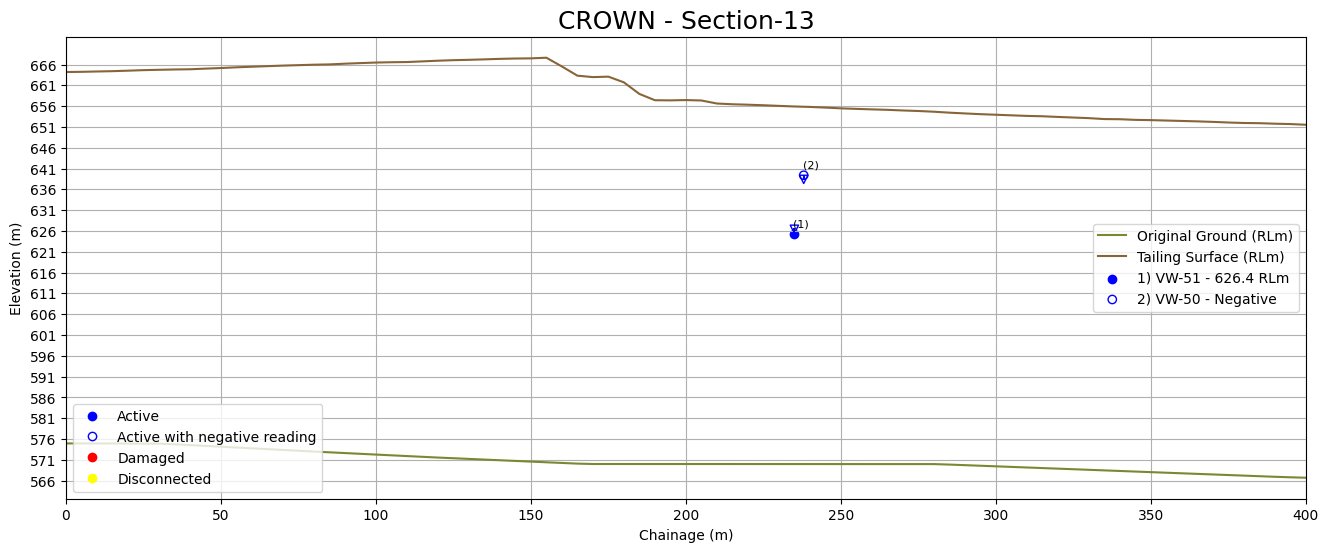 CROWN - Section-13
Elevation (m)
666
661
656
651
646
641
636
631
626
621
616
611
606
601
596
591
586
581
576
571
566
(2)
(1)
Original Ground (RLm)
Tailing Surface (RLm)
1) VW-51 - 626.4 RLm
2) VW-50 - Negative
Active
Active with negative reading
Damaged
Disconnected
0 50 100 150 200 250 300 350 400
Chainage (m)